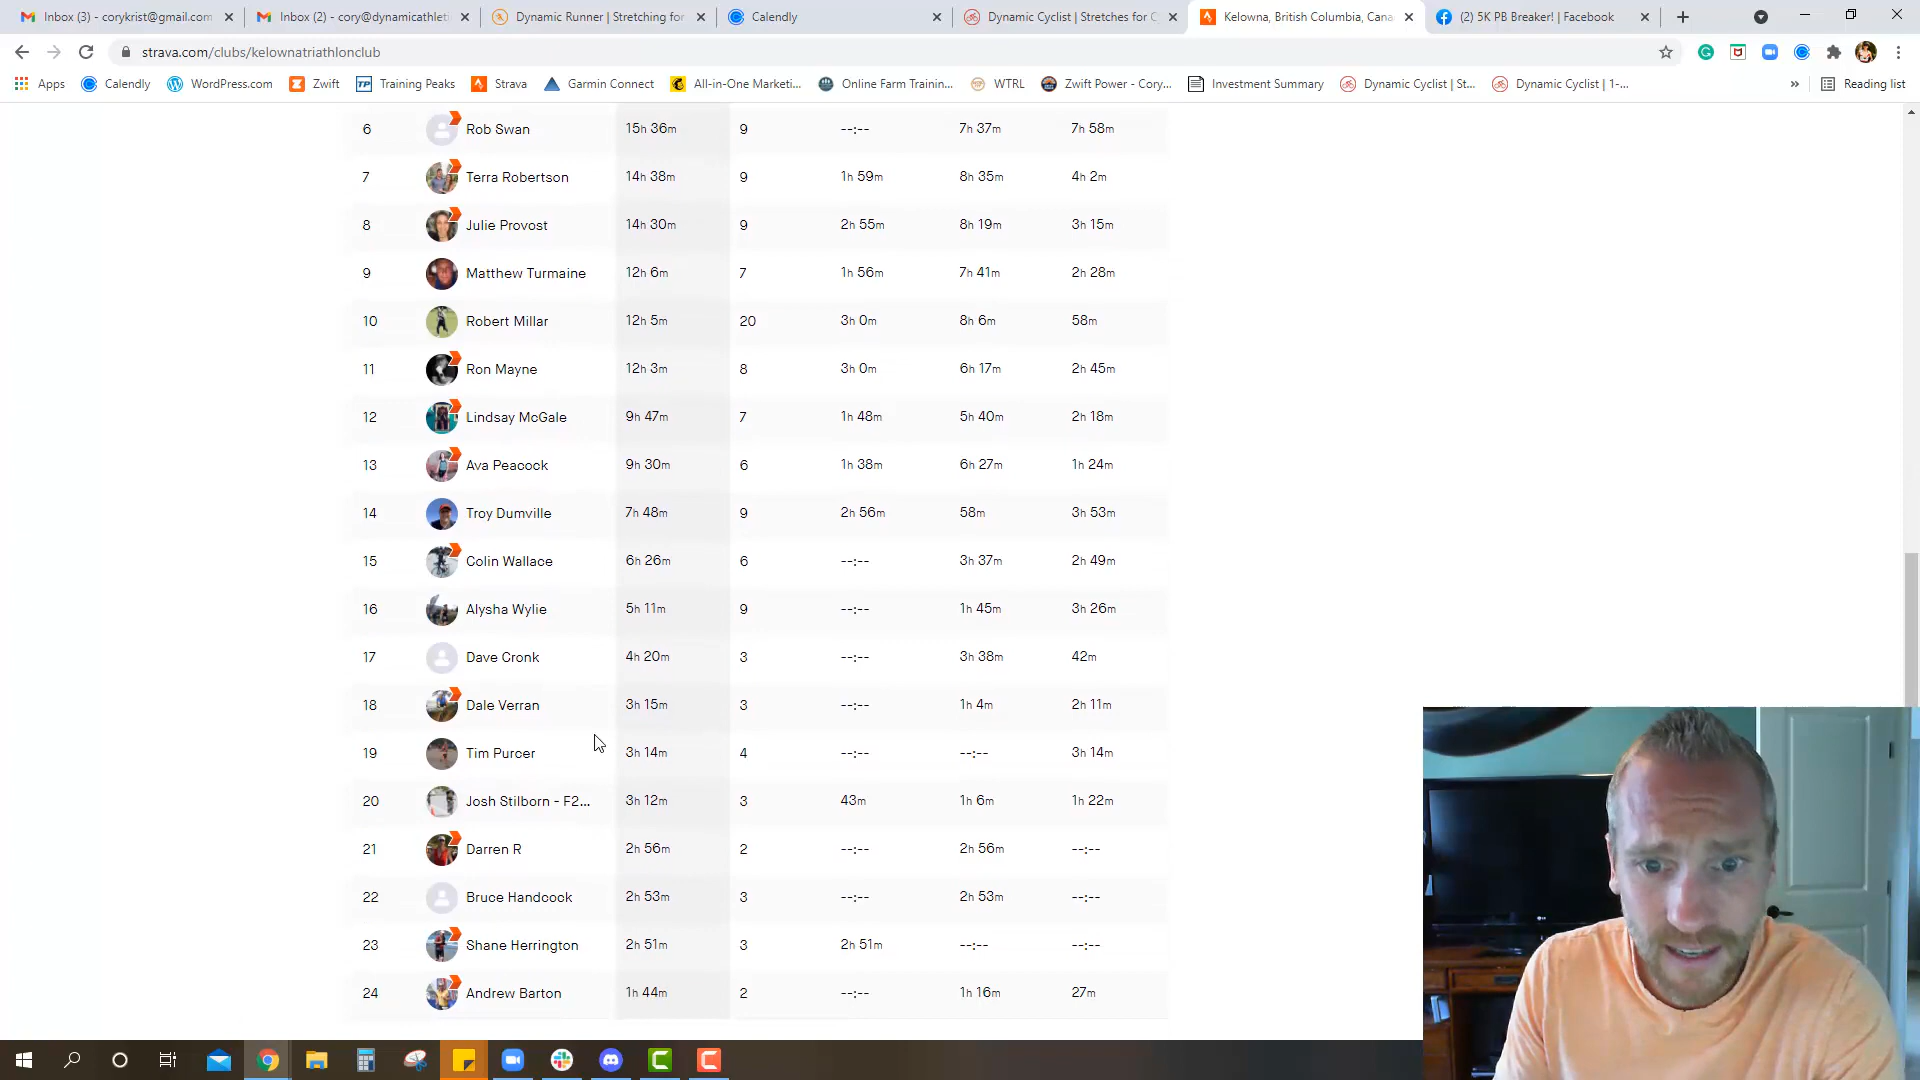 Inbox (3) - corykrist@gmail.com
Inbox (2) - cory@dynamicathleti
Dynamic Runner | Stretching for
Calendly
Dynamic Cyclist | Stretches for C
Kelowna, British Columbia, Cana
(2) 5K PB Breaker! | Facebook
strava.com/clubs/kelownatriathlonclub
Apps Calendly WordPress.com Zwift Training Peaks Strava Garmin Connect All-in-One Marketi... Online Farm Trainin... WTRL Zwift Power - Cory... Investment Summary Dynamic Cyclist | St... Dynamic Cyclist | 1-... » Reading list
6 Rob Swan 15h 36m 9 --:-- 7h 37m 7h 58m
7 Terra Robertson 14h 38m 9 1h 59m 8h 35m 4h 2m
8 Julie Provost 14h 30m 9 2h 55m 8h 19m 3h 15m
9 Matthew Turmaine 12h 6m 7 1h 56m 7h 41m 2h 28m
10 Robert Millar 12h 5m 20 3h 0m 8h 6m 58m
11 Ron Mayne 12h 3m 8 3h 0m 6h 17m 2h 45m
12 Lindsay McGale 9h 47m 7 1h 48m 5h 40m 2h 18m
13 Ava Peacock 9h 30m 6 1h 38m 6h 27m 1h 24m
14 Troy Dumville 7h 48m 9 2h 56m 58m 3h 53m
15 Colin Wallace 6h 26m 6 --:-- 3h 37m 2h 49m
16 Alysha Wylie 5h 11m 9 --:-- 1h 45m 3h 26m
17 Dave Cronk 4h 20m 3 --:-- 3h 38m 42m
18 Dale Verran 3h 15m 3 --:-- 1h 4m 2h 11m
19 Tim Purcer 3h 14m 4 --:-- --:-- 3h 14m
20 Josh Stilborn - F2... 3h 12m 3 43m 1h 6m 1h 22m
21 Darren R 2h 56m 2 --:-- 2h 56m --:--
22 Bruce Handcock 2h 53m 3 --:-- 2h 53m --:--
23 Shane Herrington 2h 51m 3 2h 51m --:-- --:--
24 Andrew Barton 1h 44m 2 --:-- 1h 16m 27m